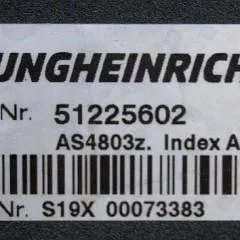 UNGHEINRICH
Nr. 51225602
AS4803z. Index A
Nr. S19X 00073383